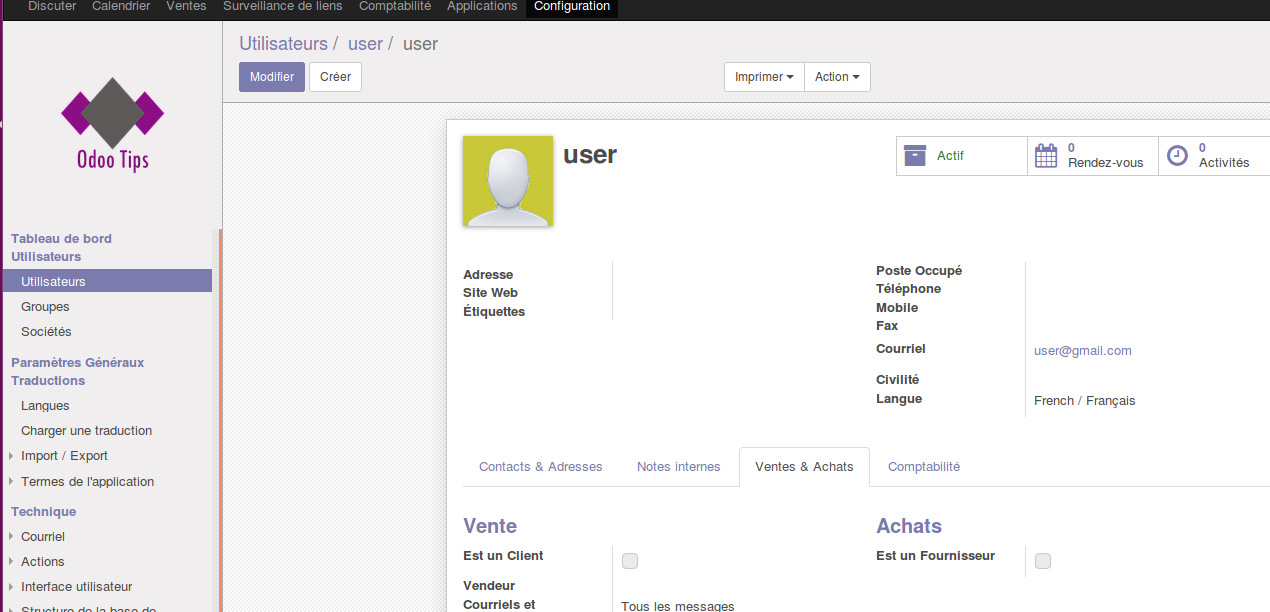 Discuter Calendrier Ventes Surveillance de liens Comptabilité Applications Configuration
Utilisateurs / user / user
Modifier Créer Imprimer Action
Odoo Tips
Tableau de bord
Utilisateurs
Utilisateurs
Groupes
Sociétés
Paramètres Généraux
Traductions
Langues
Charger une traduction
Import / Export
Termes de l'application
Technique
Courriel
Actions
Interface utilisateur
Structure de la base de
user
Actif
0
Rendez-vous
0
Activités
Adresse
Site Web
Étiquettes
Poste Occupé
Téléphone
Mobile
Fax
Courriel user@gmail.com
Civilité
Langue French / Français
Contacts & Adresses Notes internes Ventes & Achats Comptabilité
Vente
Est un Client
Vendeur
Courriels et Tous les messages
Achats
Est un Fournisseur